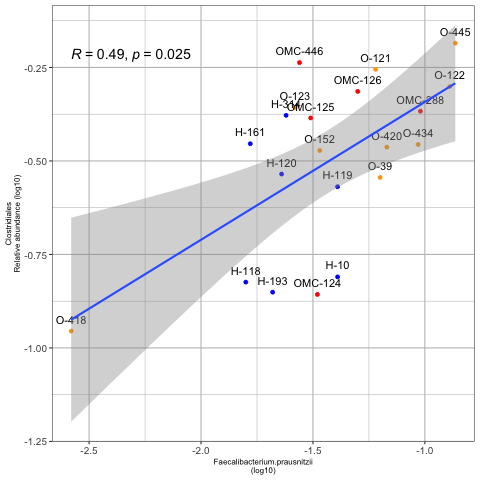 R = 0.49, p = 0.025
O-445
OMC-446
O-121
O-122
OMC-126
O-123
OMC-288
OMC-125
H-161
O-152
O-420
O-434
H-120
H-119
O-39
H-10
H-118
H-193
OMC-124
O-418
-0.25
-0.50
-0.75
-1.00
-1.25
Clostridiales
Relative abundance (log10)
-2.5
-2.0
-1.5
-1.0
Faecalibacterium.prausnitzii
(log10)